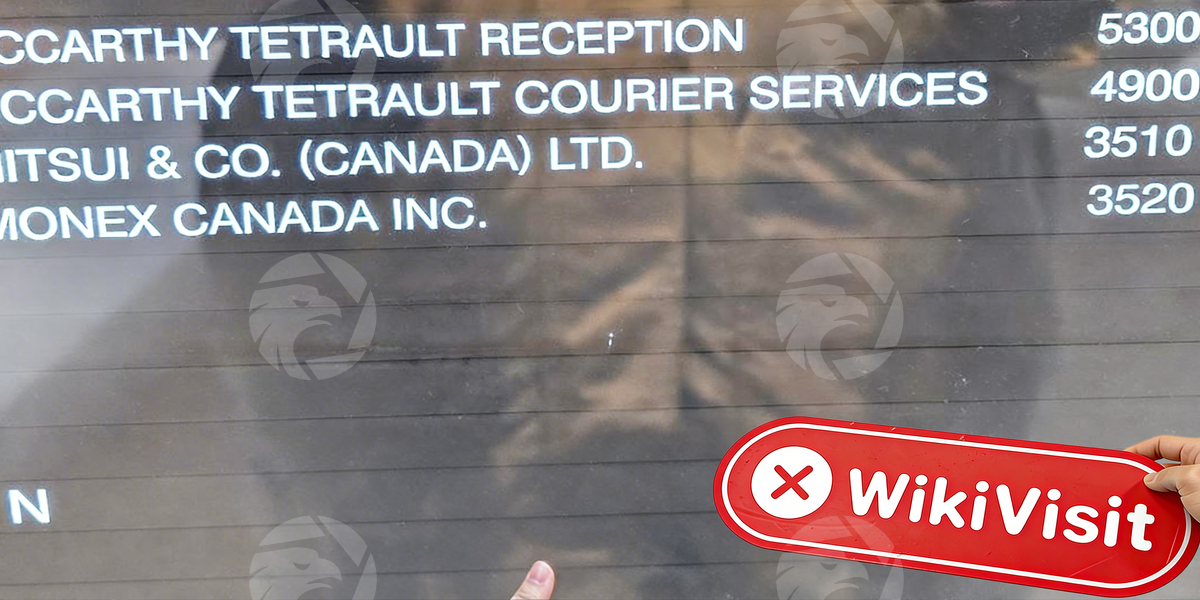 CCARTHY TETRAULT RECEPTION 5300
CCARTHY TETRAULT COURIER SERVICES 4900
ITSUI & CO. (CANADA) LTD. 3510
MONEX CANADA INC. 3520
N
WikiVisit